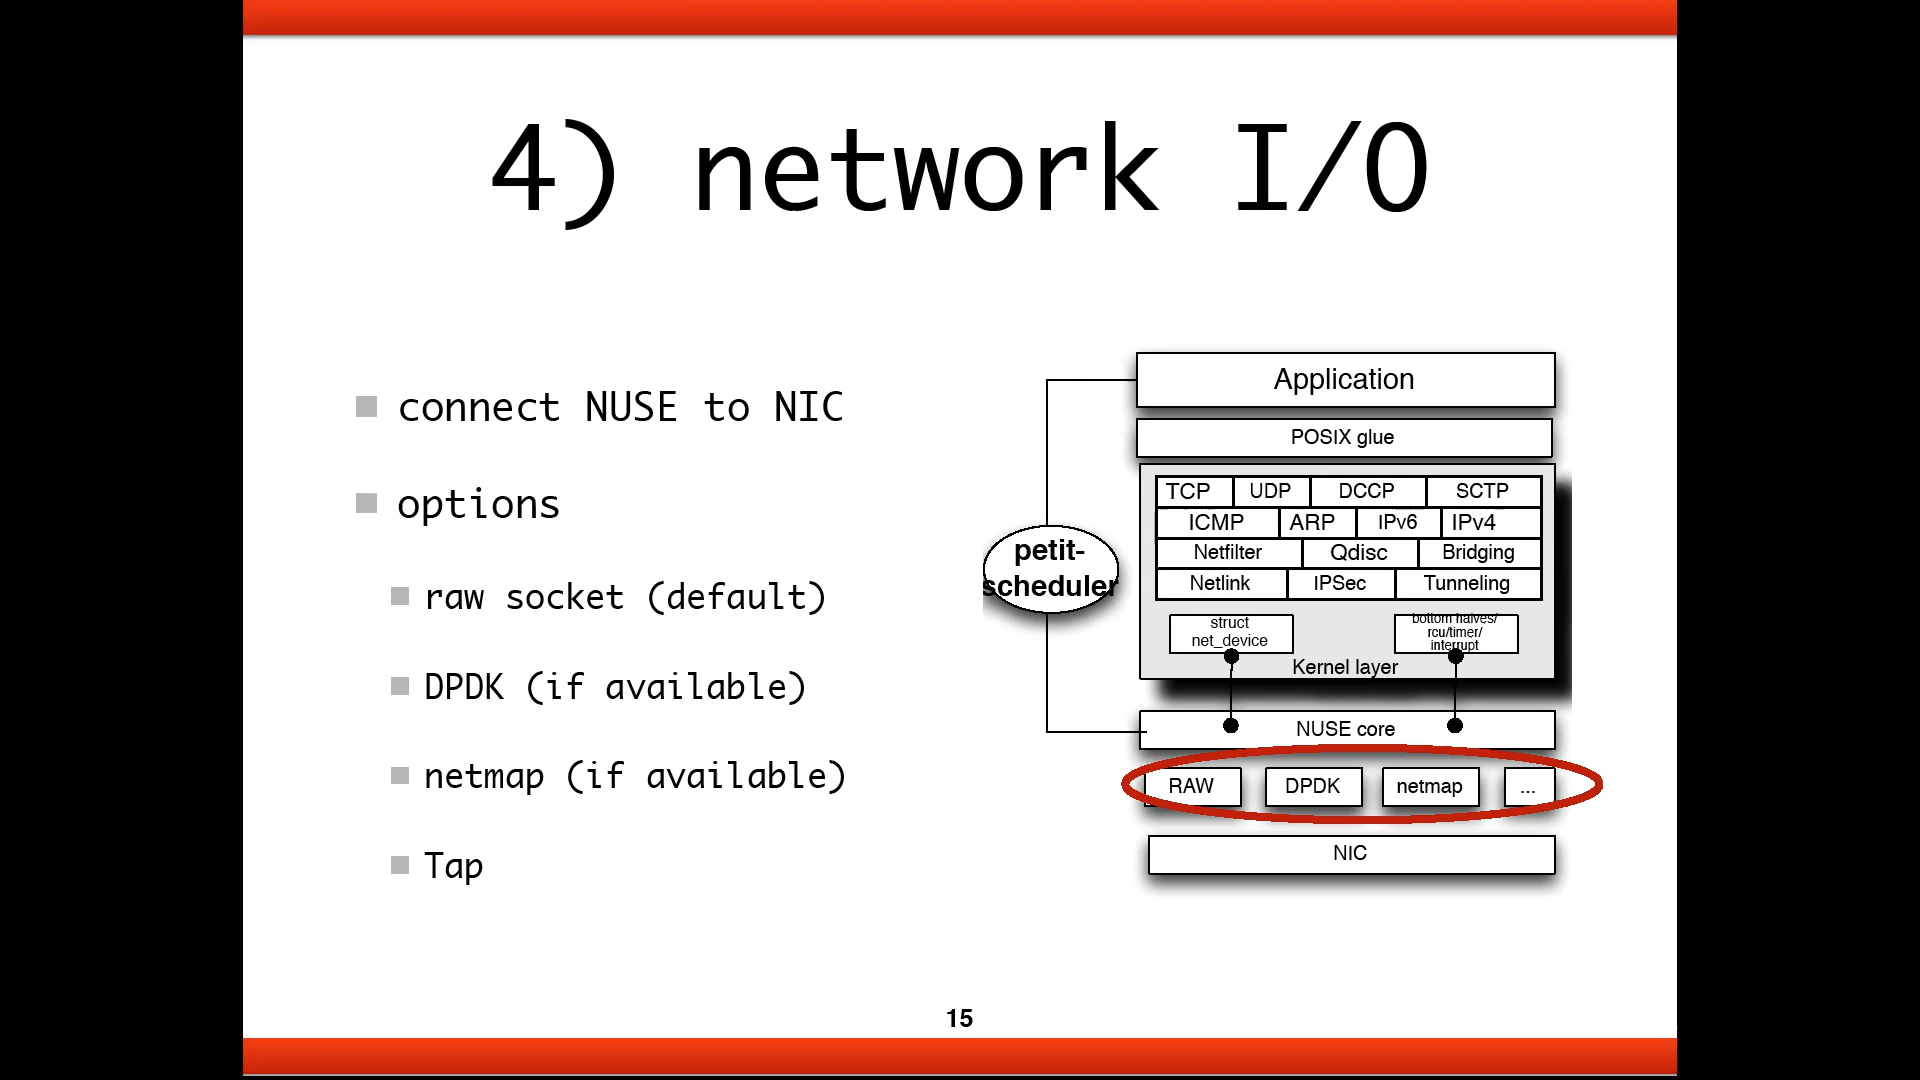 4) network I/O
connect NUSE to NIC
options
raw socket (default)
DPDK (if available)
netmap (if available)
Tap
Application
POSIX glue
TCP UDP DCCP SCTP
ICMP ARP IPv6 IPv4
Netfilter Qdisc Bridging
Netlink IPSec Tunneling
struct
net_device
bottom halves/
rcu/timer/
interrupt
Kernel layer
petit-
scheduler
NUSE core
RAW DPDK netmap ...
NIC
15